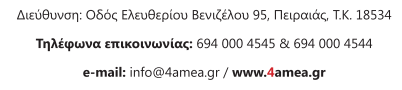 Διεύθυνση: Οδός Ελευθερίου Βενιζέλου 95, Πειραιάς, Τ.Κ. 18534
Τηλέφωνα επικοινωνίας: 694 000 4545 & 694 000 4544
e-mail: info@4amea.gr / www.4amea.gr